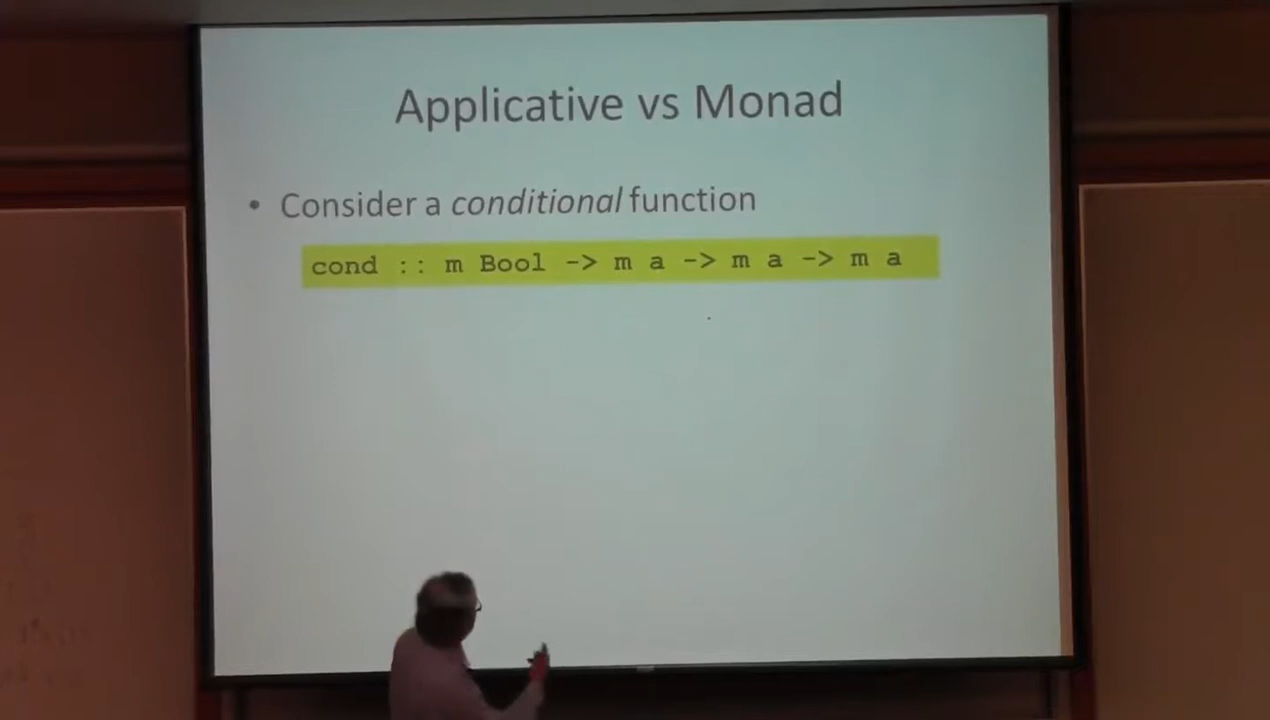 Applicative vs Monad
• Consider a conditional function
cond :: m Bool -> m a -> m a -> m a